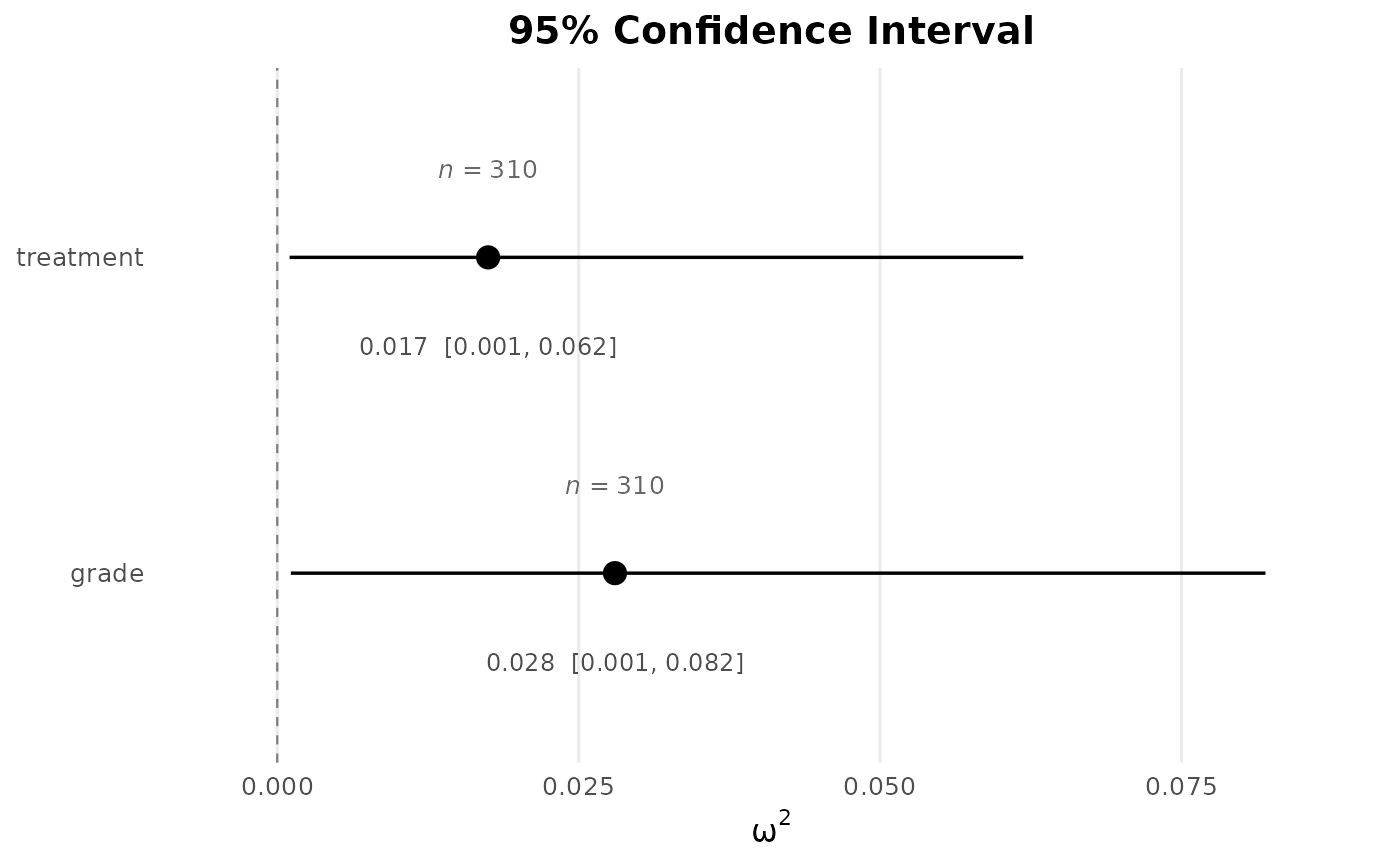 95% Confidence Interval
n = 310
treatment
0.017 [0.001, 0.062]
n = 310
grade
0.028 [0.001, 0.082]
0.000 0.025 0.050 0.075
ω²